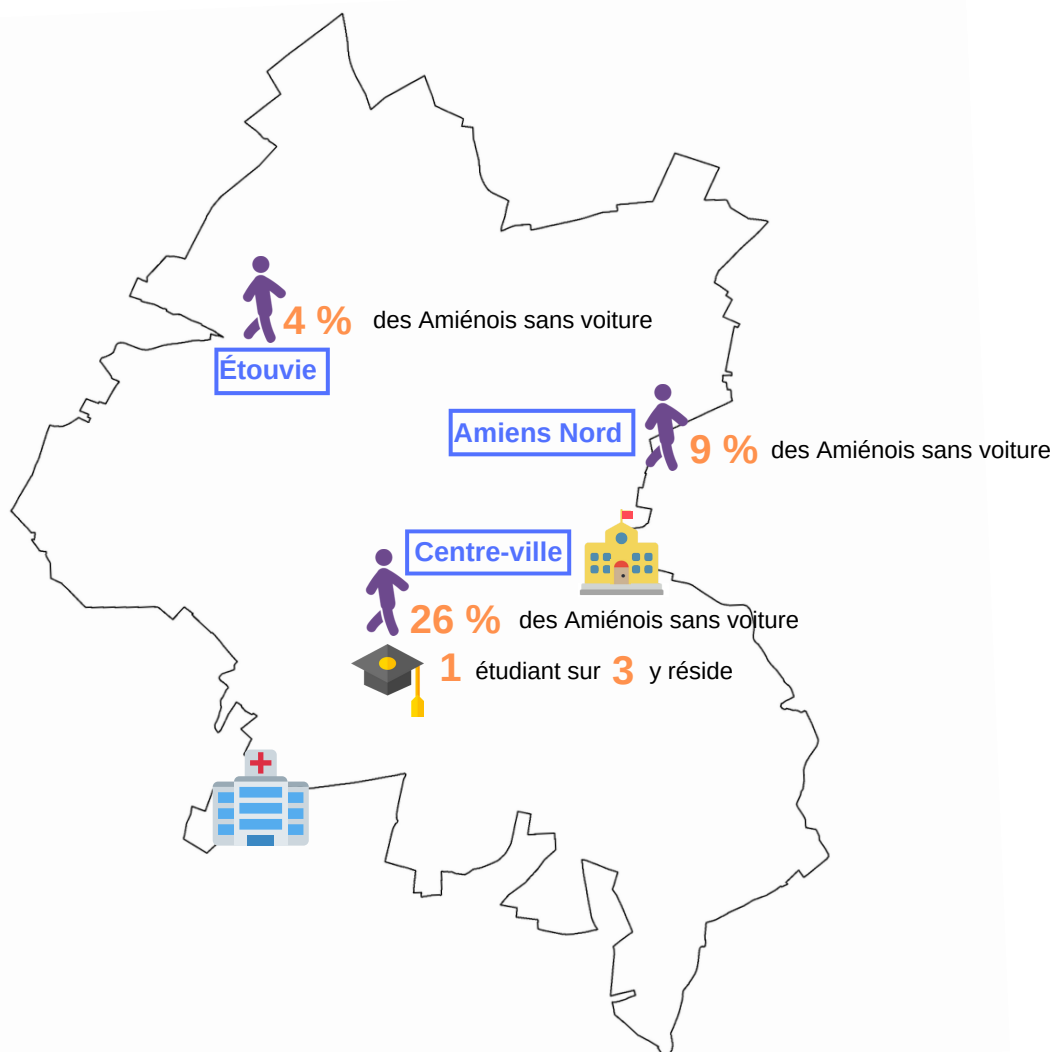 4 % des Amiénois sans voiture
Étouvie
Amiens Nord
9 % des Amiénois sans voiture
Centre-ville
26 % des Amiénois sans voiture
1 étudiant sur 3 y réside